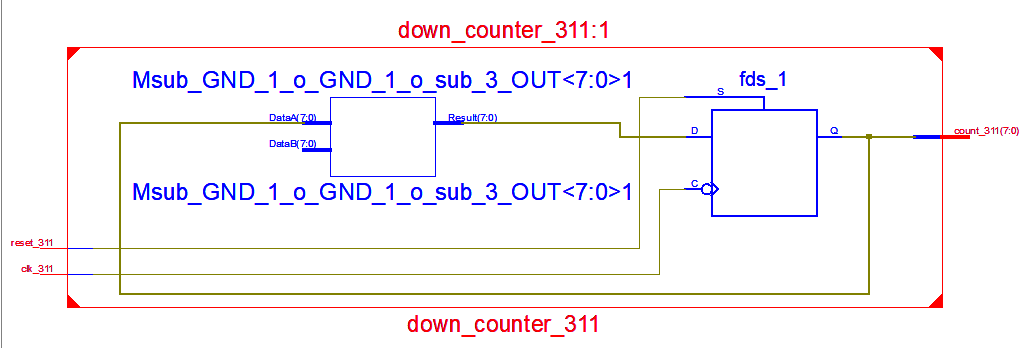 down_counter_311:1
Msub_GND_1_o_GND_1_o_sub_3_OUT<7:0>1
fds_1
DataA(7:0)
Result(7:0)
DataB(7:0)
S
D
Q
C
count_311(7:0)
Msub_GND_1_o_GND_1_o_sub_3_OUT<7:0>1
reset_311
clk_311
down_counter_311